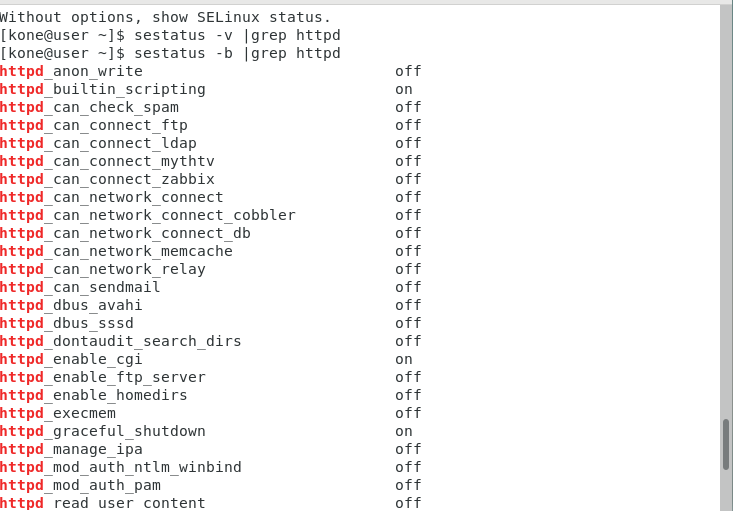 Without options, show SELinux status.
[kone@user ~]$ sestatus -v |grep httpd
[kone@user ~]$ sestatus -b |grep httpd
httpd_anon_write                            off
httpd_builtin_scripting                     on
httpd_can_check_spam                        off
httpd_can_connect_ftp                       off
httpd_can_connect_ldap                      off
httpd_can_connect_mythtv                    off
httpd_can_connect_zabbix                    off
httpd_can_network_connect                   off
httpd_can_network_connect_cobbler           off
httpd_can_network_connect_db                off
httpd_can_network_memcache                  off
httpd_can_network_relay                     off
httpd_can_sendmail                          off
httpd_dbus_avahi                            off
httpd_dbus_sssd                             off
httpd_dontaudit_search_dirs                 off
httpd_enable_cgi                            on
httpd_enable_ftp_server                     off
httpd_enable_homedirs                       off
httpd_execmem                               off
httpd_graceful_shutdown                     on
httpd_manage_ipa                            off
httpd_mod_auth_ntlm_winbind                 off
httpd_mod_auth_pam                          off
httpd_read_user_content                     off